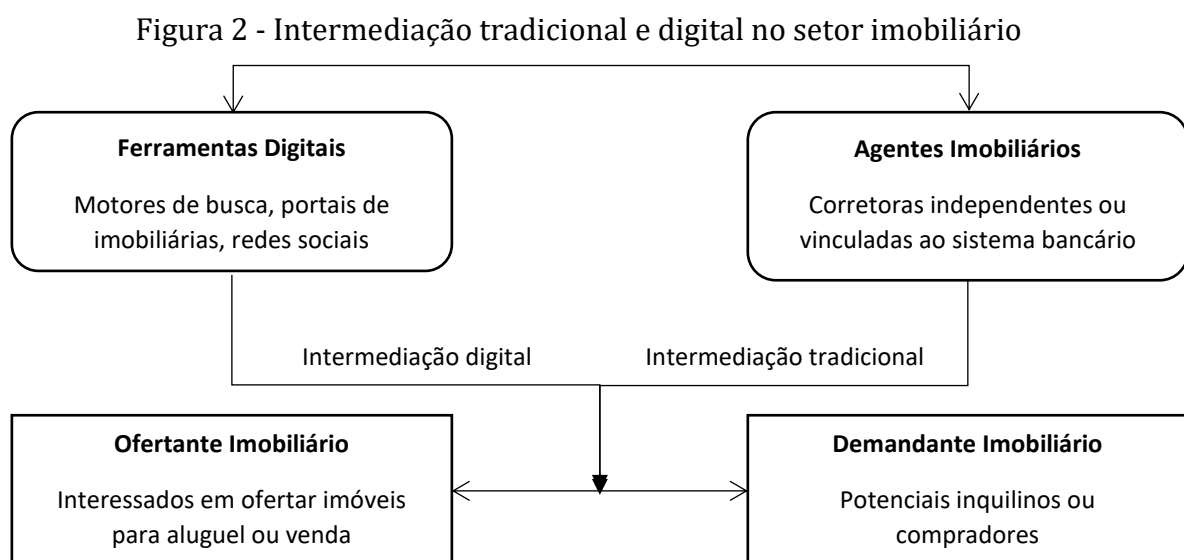 Figura 2 - Intermediação tradicional e digital no setor imobiliário
Ferramentas Digitais
Motores de busca, portais de
imobiliárias, redes sociais
Agentes Imobiliários
Corretoras independentes ou
vinculadas ao sistema bancário
Intermediação digital
Intermediação tradicional
Ofertante Imobiliário
Interessados em ofertar imóveis
para aluguel ou venda
Demandante Imobiliário
Potenciais inquilinos ou
compradores